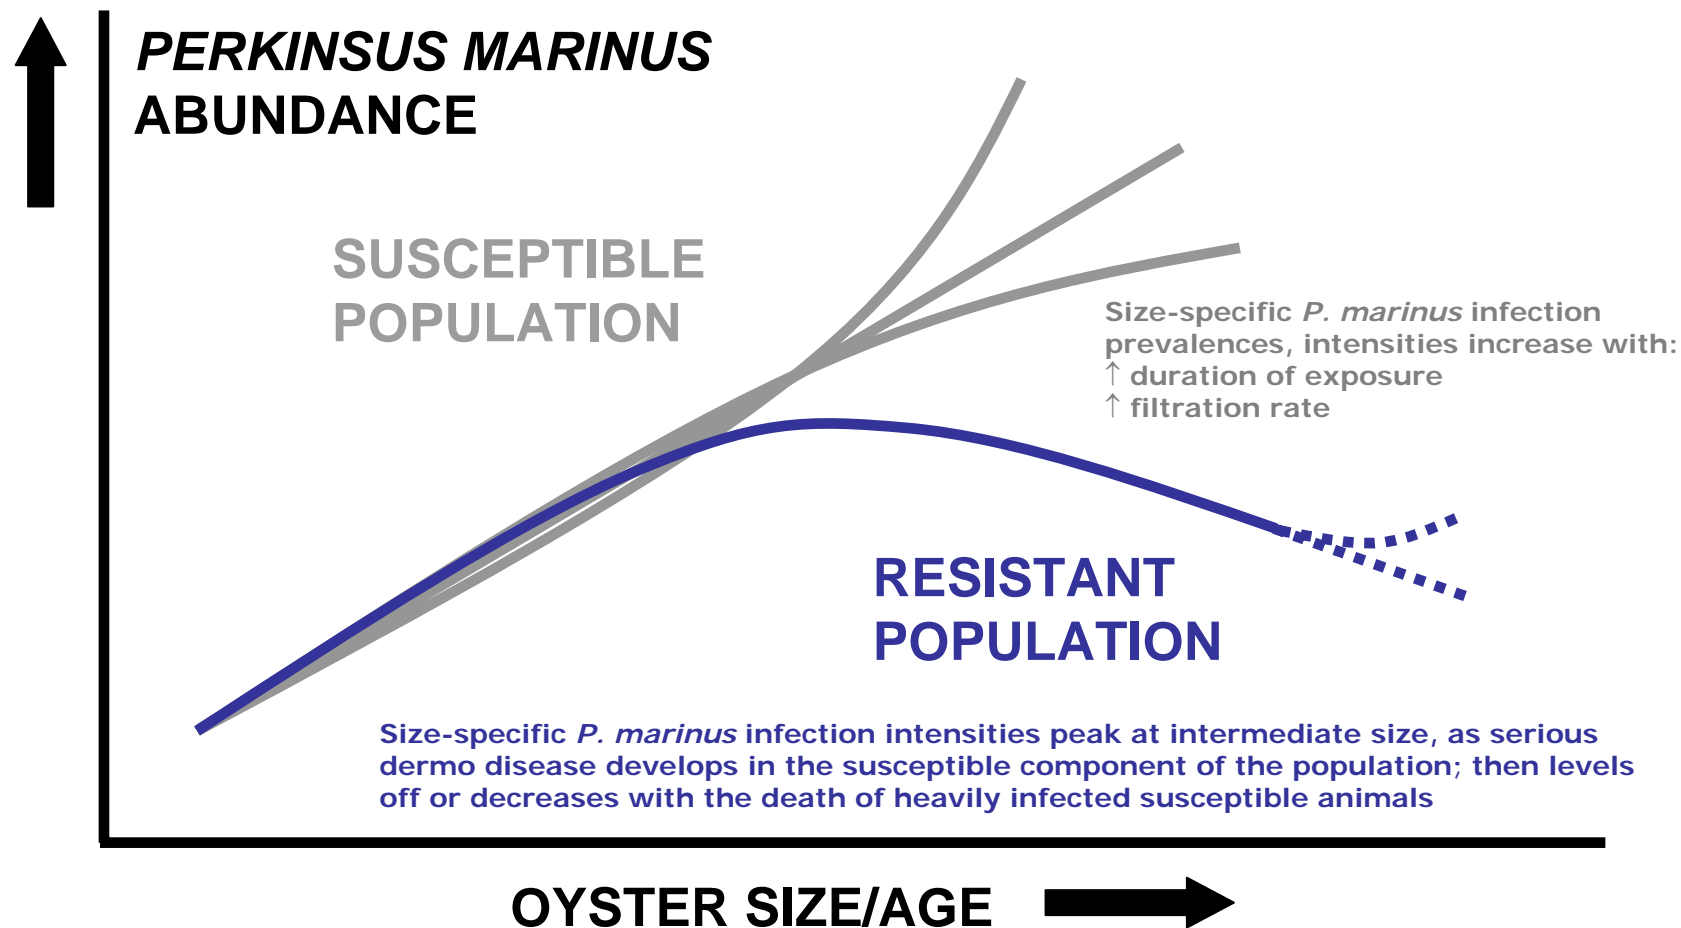 PERKINSUS MARINUS
ABUNDANCE
SUSCEPTIBLE
POPULATION
Size-specific P. marinus infection
prevalences, intensities increase with:
↑ duration of exposure
↑ filtration rate
RESISTANT
POPULATION
Size-specific P. marinus infection intensities peak at intermediate size, as serious
dermo disease develops in the susceptible component of the population; then levels
off or decreases with the death of heavily infected susceptible animals
OYSTER SIZE/AGE